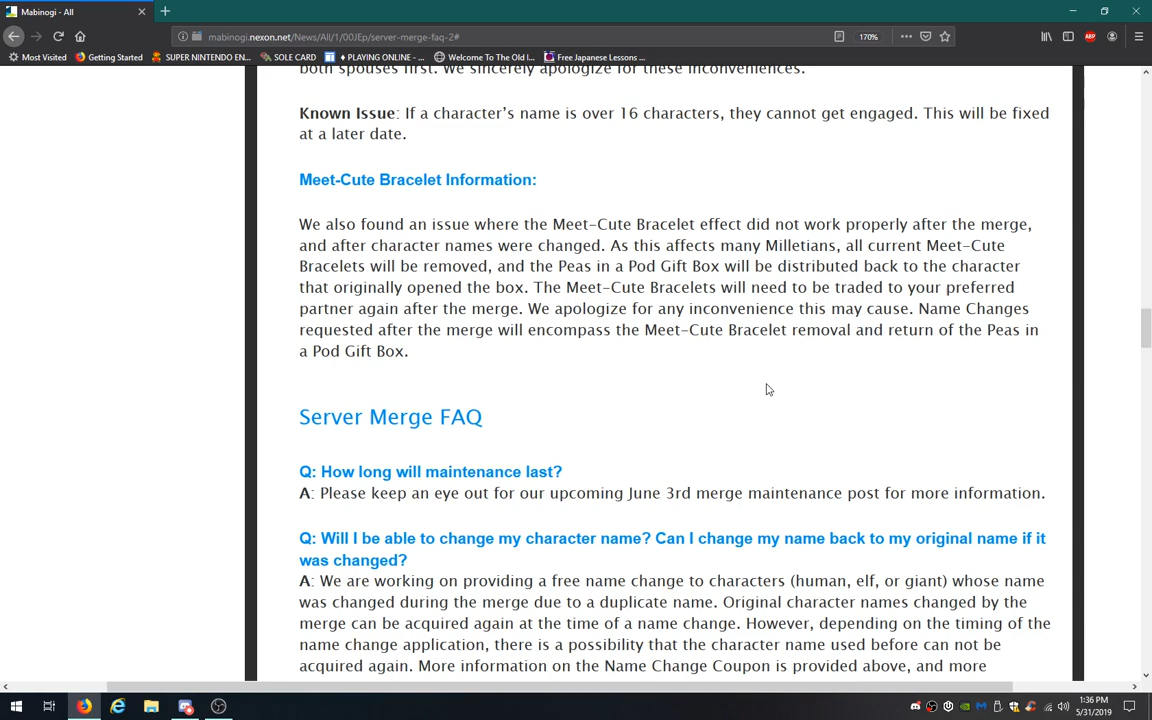 Mabinogi - All
mabinogi.nexon.net/News/All/1/00JEp/server-merge-faq-2#
170%
ABP
Most Visited
Getting Started
SUPER NINTENDO EN...
SOLE CARD
♦ PLAYING ONLINE - ...
Welcome To The Old I...
Free Japanese Lessons ...
both spouses first. We sincerely apologize for these inconveniences.
Known Issue: If a character's name is over 16 characters, they cannot get engaged. This will be fixed
at a later date.
Meet-Cute Bracelet Information:
We also found an issue where the Meet-Cute Bracelet effect did not work properly after the merge,
and after character names were changed. As this affects many Milletians, all current Meet-Cute
Bracelets will be removed, and the Peas in a Pod Gift Box will be distributed back to the character
that originally opened the box. The Meet-Cute Bracelets will need to be traded to your preferred
partner again after the merge. We apologize for any inconvenience this may cause. Name Changes
requested after the merge will encompass the Meet-Cute Bracelet removal and return of the Peas in
a Pod Gift Box.
Server Merge FAQ
Q: How long will maintenance last?
A: Please keep an eye out for our upcoming June 3rd merge maintenance post for more information.
Q: Will I be able to change my character name? Can I change my name back to my original name if it
was changed?
A: We are working on providing a free name change to characters (human, elf, or giant) whose name
was changed during the merge due to a duplicate name. Original character names changed by the
merge can be acquired again at the time of a name change. However, depending on the timing of the
name change application, there is a possibility that the character name used before can not be
acquired again. More information on the Name Change Coupon is provided above, and more
1:36 PM
5/31/2019